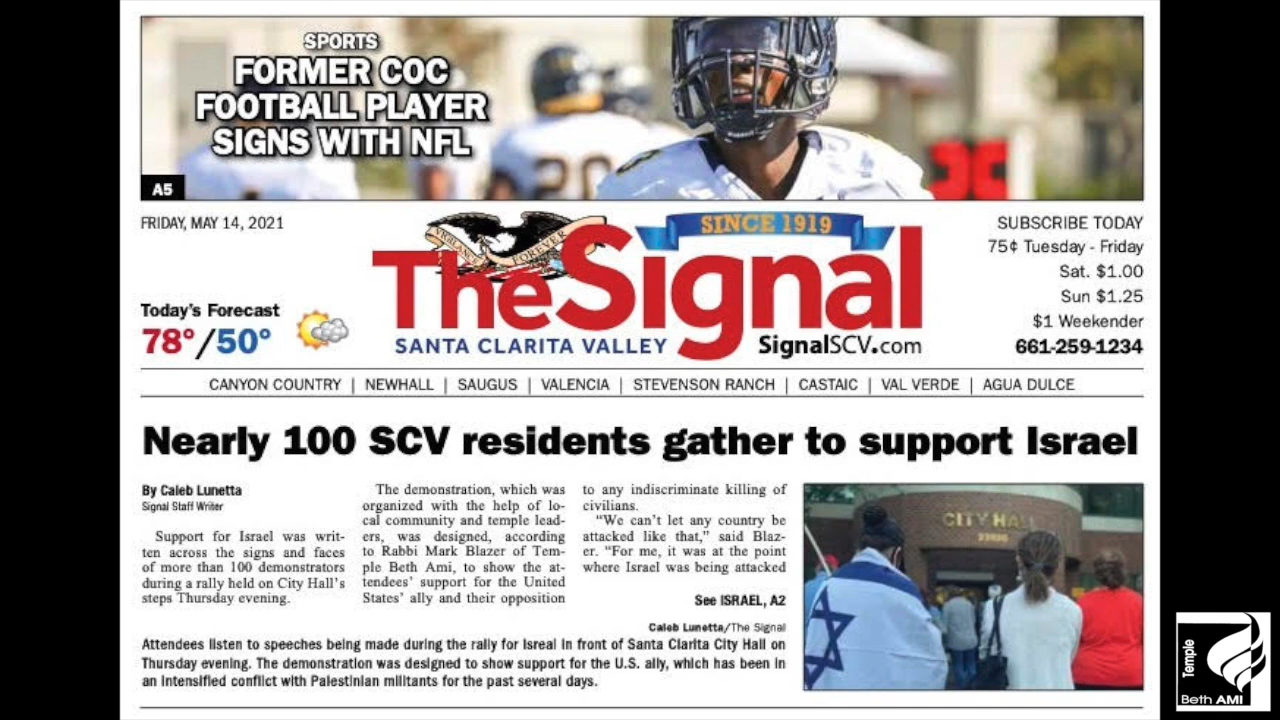 SPORTS
FORMER COC
FOOTBALL PLAYER
SIGNS WITH NFL
A5
FRIDAY, MAY 14, 2021
Today's Forecast
78°/50°
VIGILANCE FOREVER
SINCE 1919
TheSignal
SANTA CLARITA VALLEY
SignalSCV.com
SUBSCRIBE TODAY
75¢ Tuesday - Friday
Sat. $1.00
Sun $1.25
$1 Weekender
661-259-1234
CANYON COUNTRY | NEWHALL | SAUGUS | VALENCIA | STEVENSON RANCH | CASTAIC | VAL VERDE | AGUA DULCE
Nearly 100 SCV residents gather to support Israel
By Caleb Lunetta
Signal Staff Writer
Support for Israel was writ-
ten across the signs and faces
of more than 100 demonstrators
during a rally held on City Hall's
steps Thursday evening.
The demonstration, which was
organized with the help of lo-
cal community and temple lead-
ers, was designed, according
to Rabbi Mark Blazer of Tem-
ple Beth Ami, to show the at-
tendees' support for the United
States' ally and their opposition
to any indiscriminate killing of
civilians.
"We can't let any country be
attacked like that," said Blaz-
er. "For me, it was at the point
where Israel was being attacked
See ISRAEL, A2
Caleb Lunetta/The Signal
Attendees listen to speeches being made during the rally for Isreal in front of Santa Clarita City Hall on
Thursday evening. The demonstration was designed to show support for the U.S. ally, which has been in
an intensified conflict with Palestinian militants for the past several days.
CITY HALL
Temple
Beth AMI